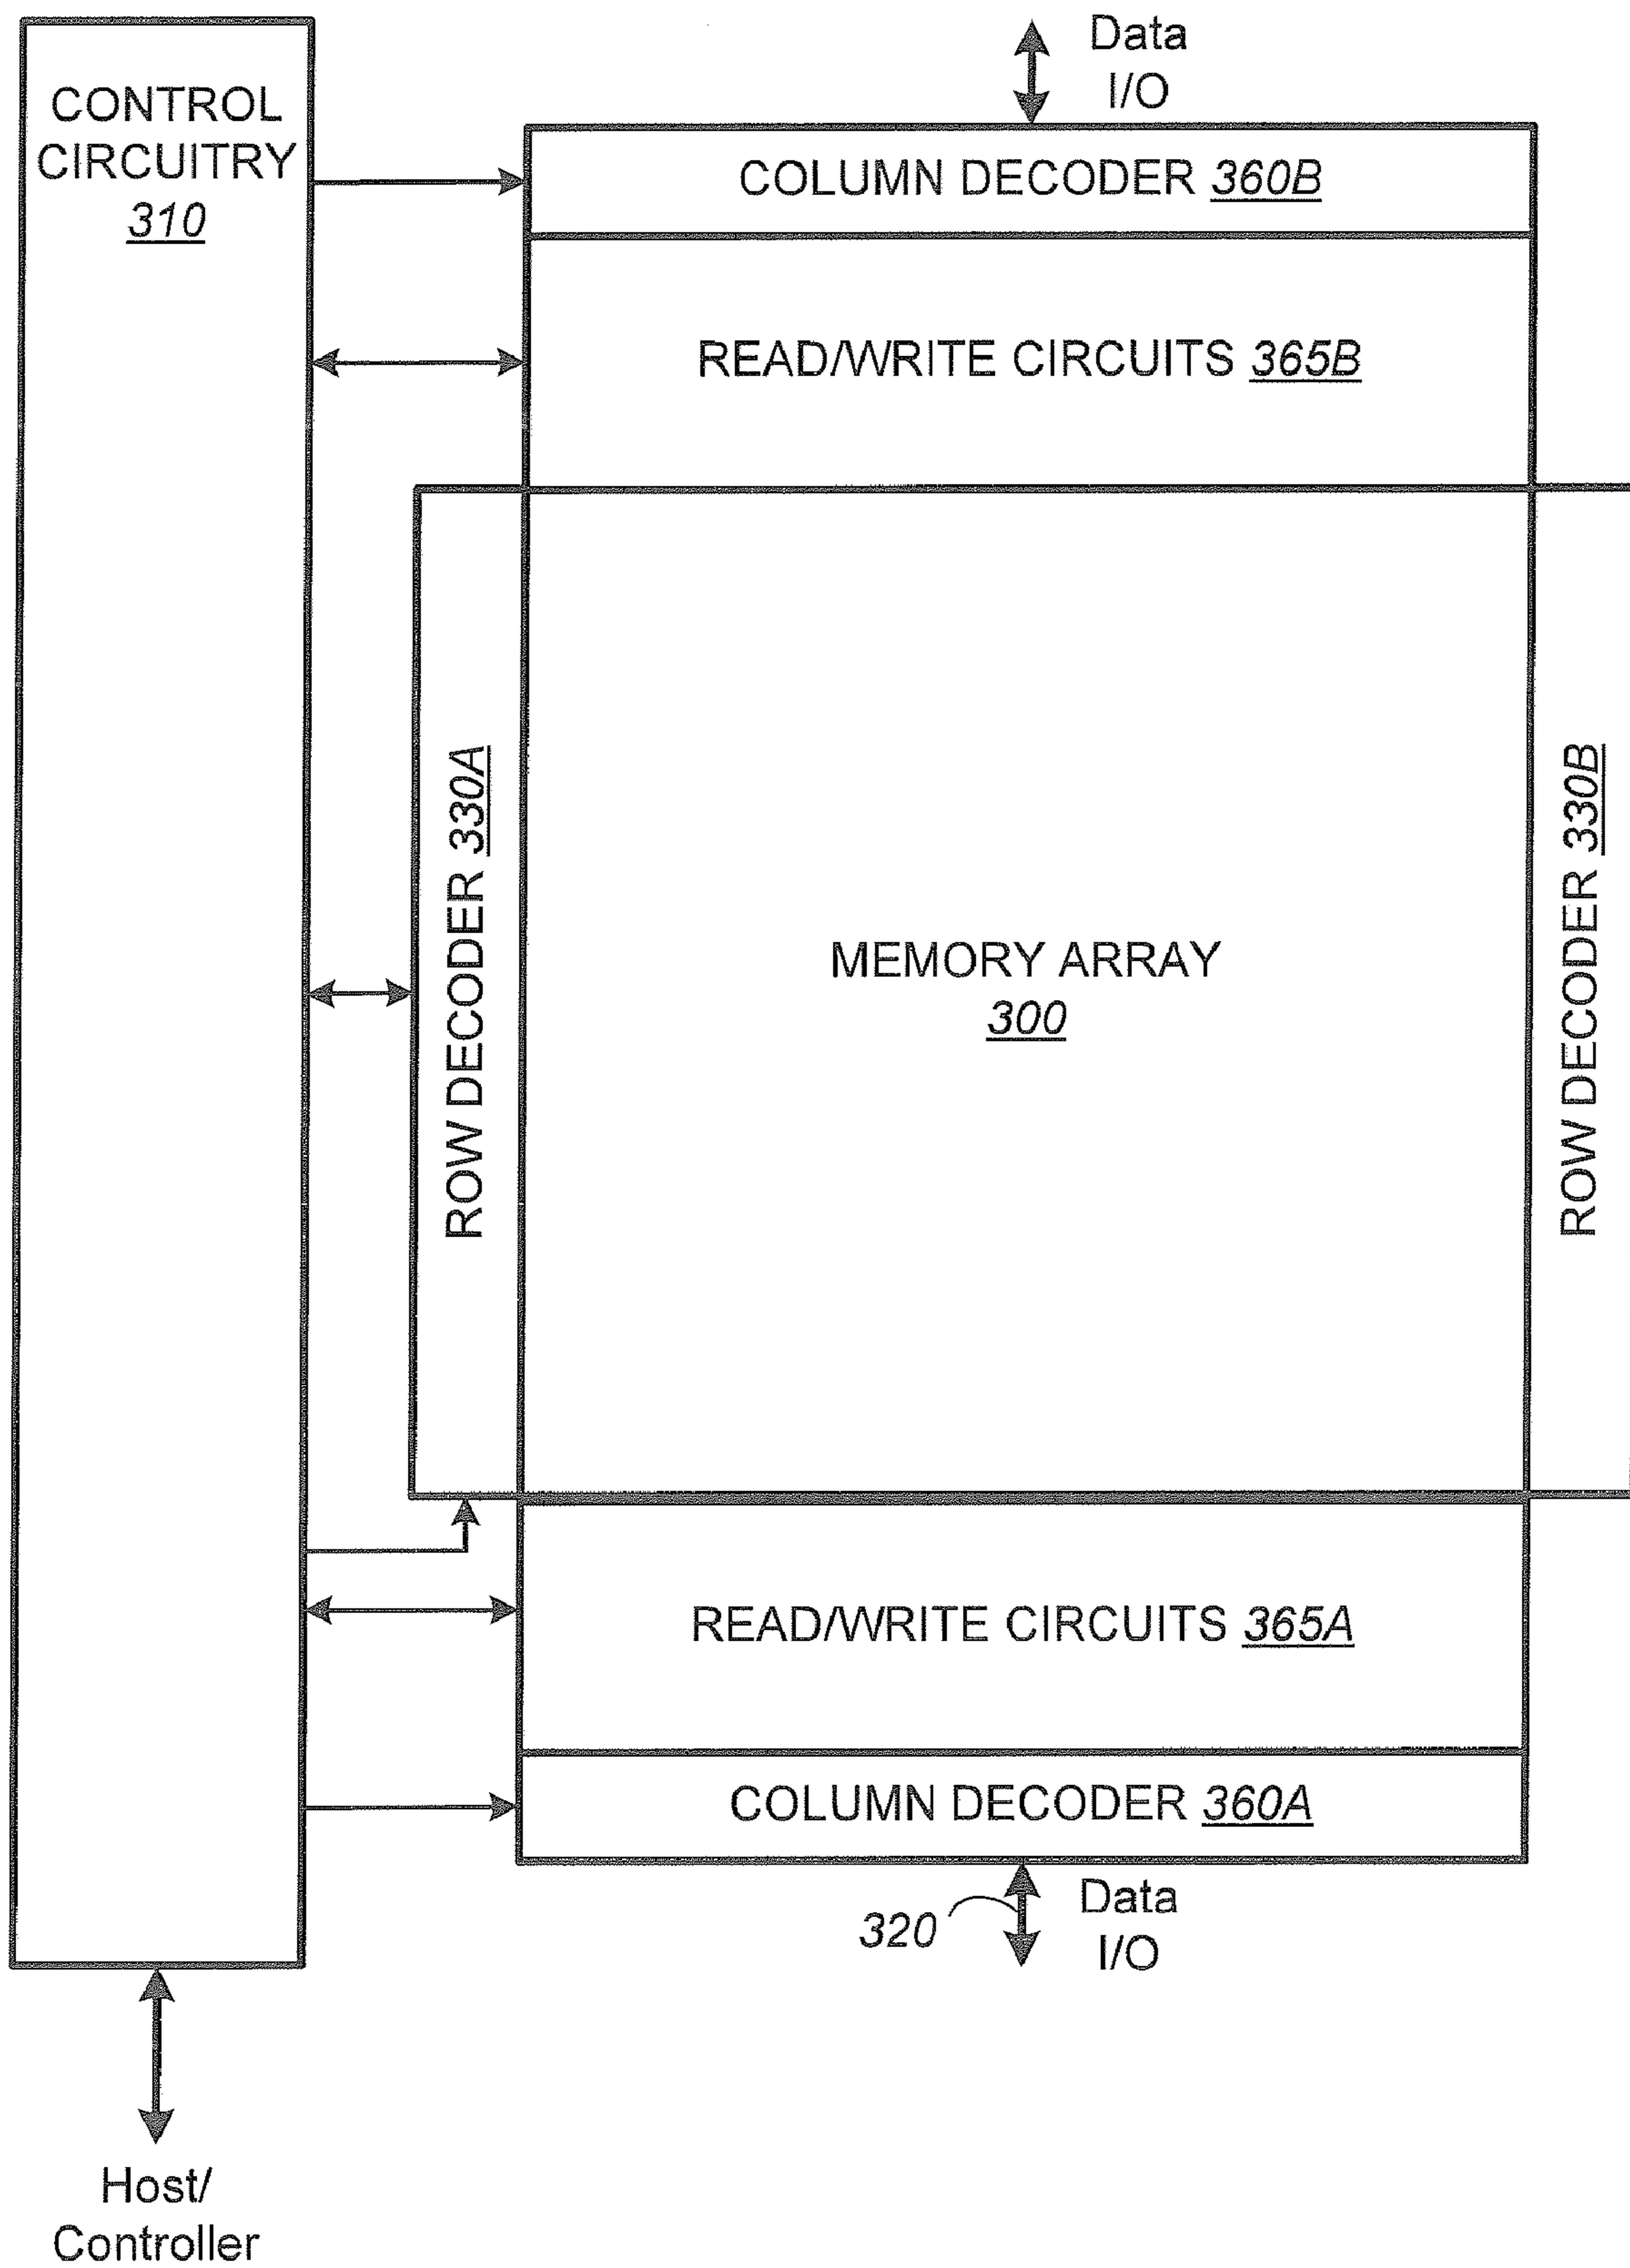 Data
I/O
CONTROL
CIRCUITRY
310
COLUMN DECODER 360B
READ/WRITE CIRCUITS 365B
ROW DECODER 330A
MEMORY ARRAY
300
ROW DECODER 330B
READ/WRITE CIRCUITS 365A
COLUMN DECODER 360A
320
Data
I/O
Host/
Controller